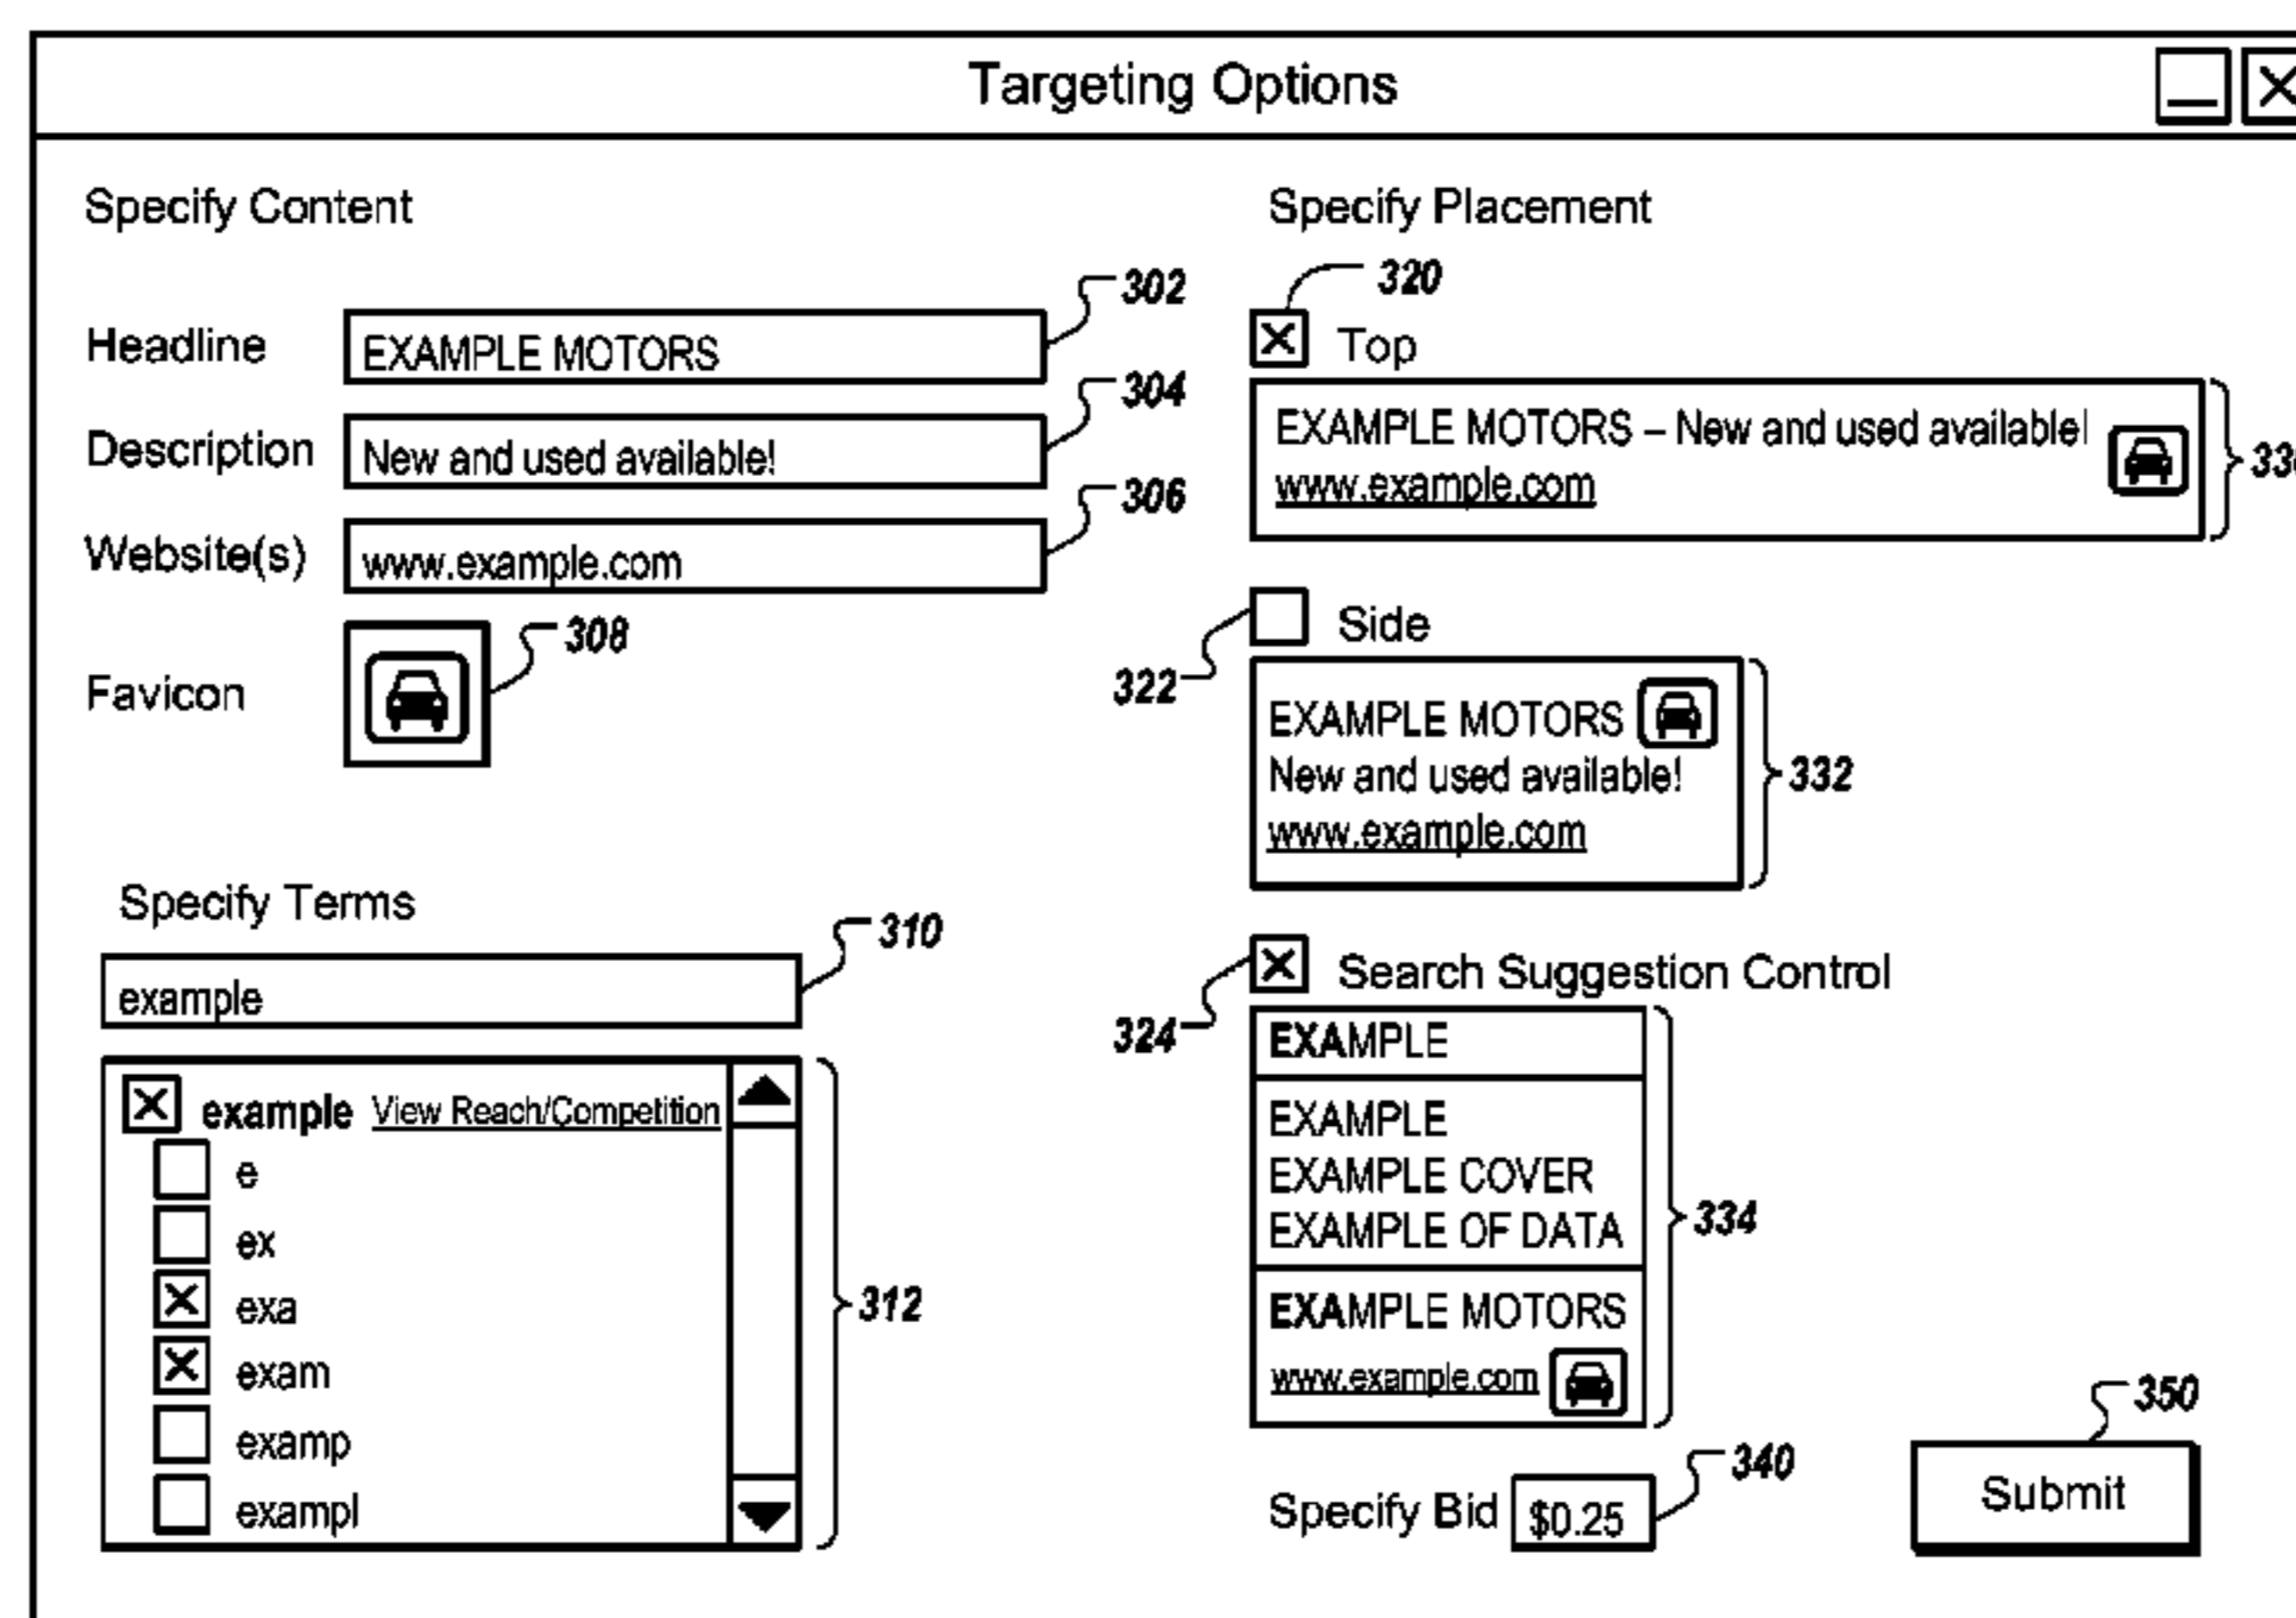 Targeting Options
Specify Content
Headline
EXAMPLE MOTORS
302
Description
New and used available!
304
Website(s)
www.example.com
306
Favicon
308
Specify Terms
example
310
example View Reach/Competition
e
ex
exa
exam
examp
exampl
312
Specify Placement
320
Top
EXAMPLE MOTORS – New and used available!
www.example.com
322
Side
EXAMPLE MOTORS
New and used available!
www.example.com
332
324
Search Suggestion Control
EXAMPLE
EXAMPLE
EXAMPLE COVER
EXAMPLE OF DATA
EXAMPLE MOTORS
www.example.com
334
Specify Bid
$0.25
340
Submit
350